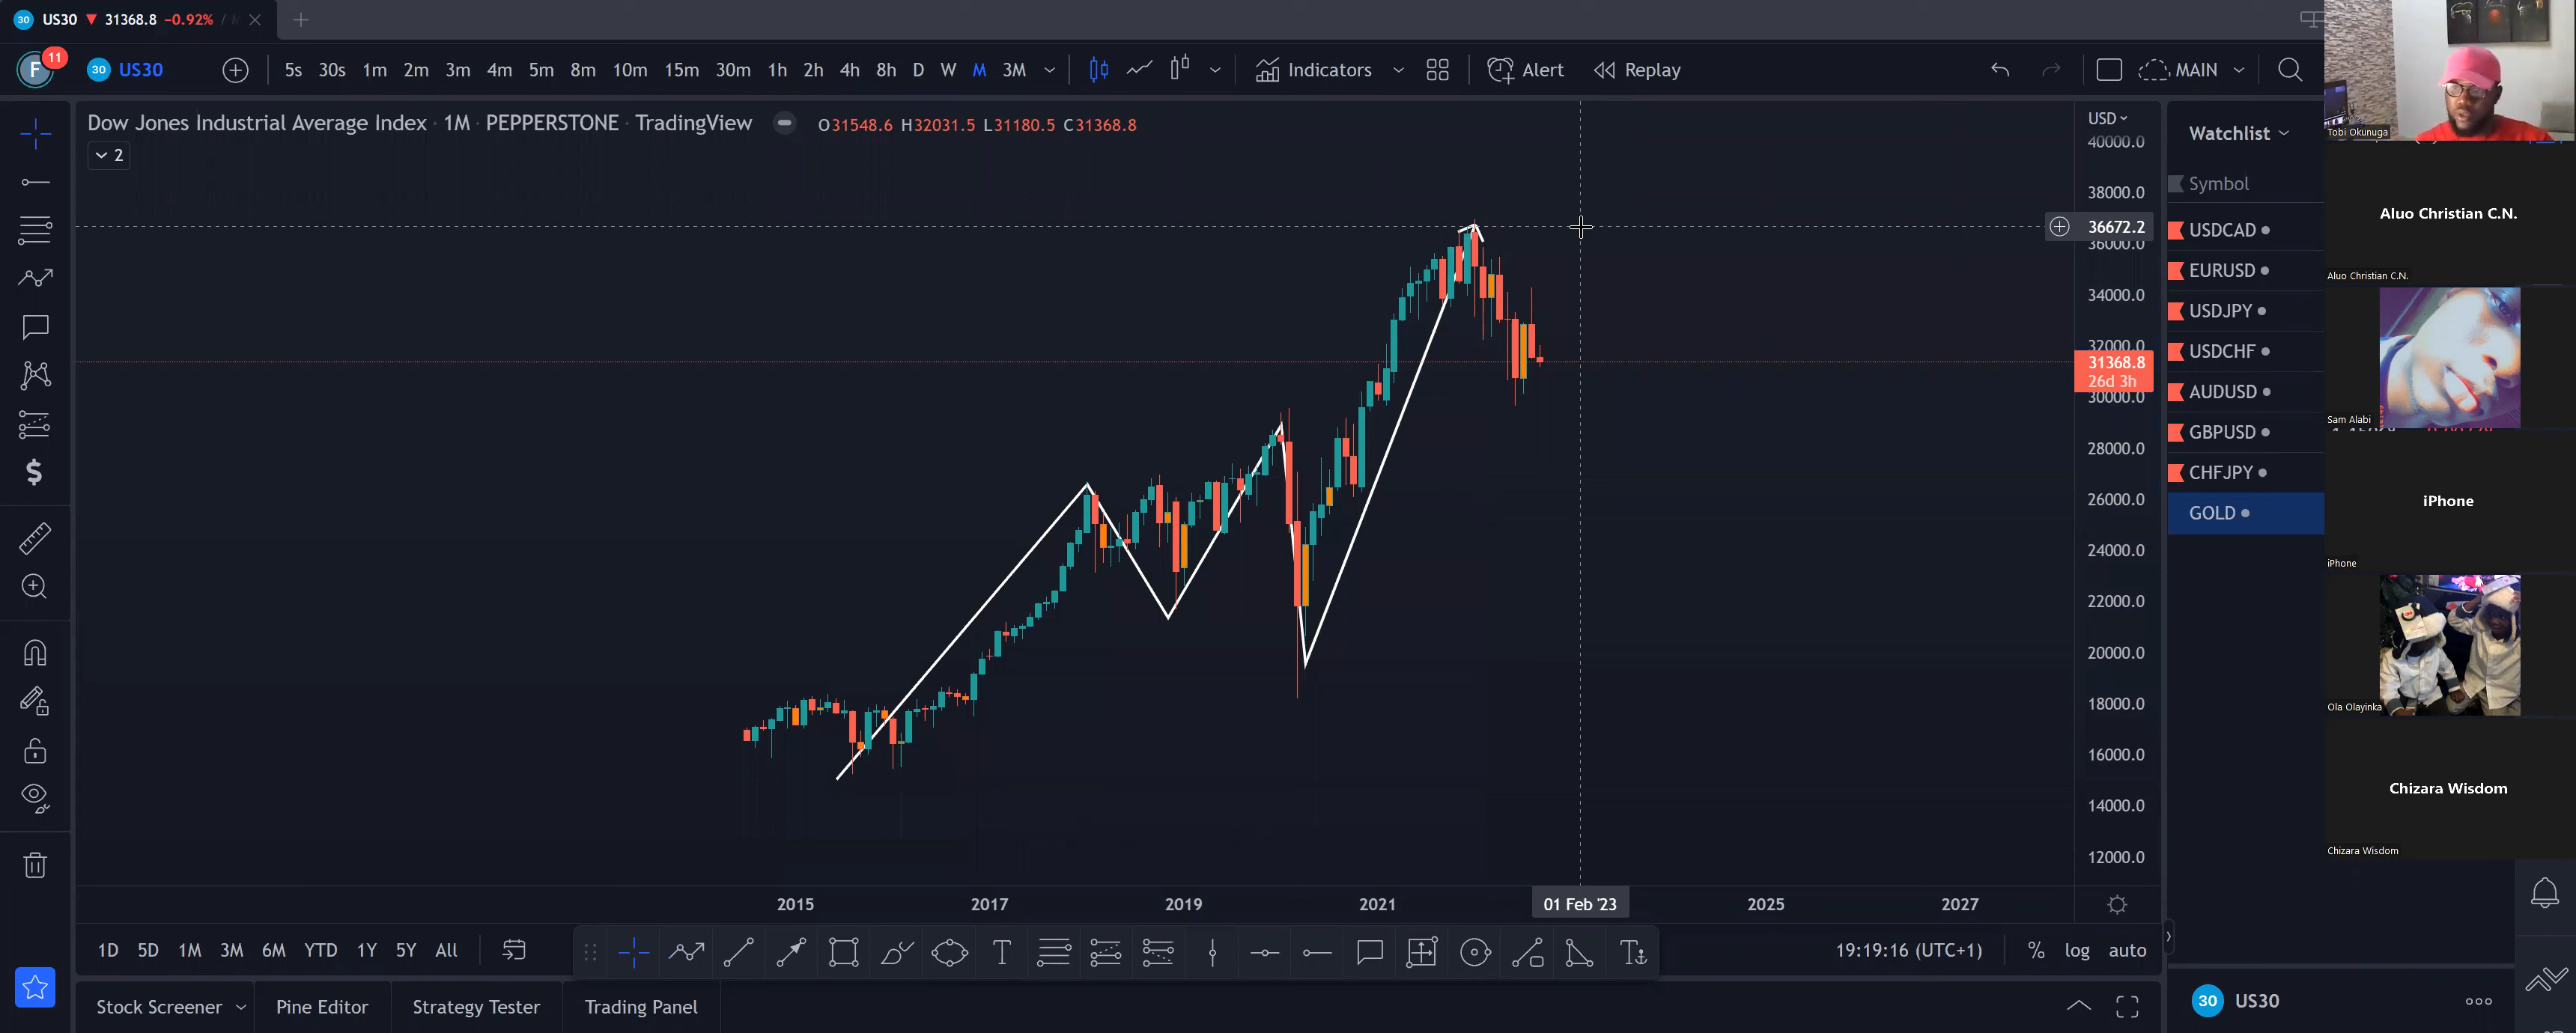 30 US30 ▼ 31368.8 −0.92% / M
F 11 30 US30 5s 30s 1m 2m 3m 4m 5m 8m 10m 15m 30m 1h 2h 4h 8h D W M 3M Indicators Alert Replay MAIN
Dow Jones Industrial Average Index · 1M · PEPPERSTONE · TradingView O31548.6 H32031.5 L31180.5 C31368.8
2
USD
40000.0
38000.0
36672.2
36000.0
34000.0
32000.0
31368.8
26d 3h
30000.0
28000.0
26000.0
24000.0
22000.0
20000.0
18000.0
16000.0
14000.0
12000.0
2015 2017 2019 2021 01 Feb '23 2025 2027
Watchlist
Symbol
USDCAD
EURUSD
USDJPY
USDCHF
AUDUSD
GBPUSD
CHFJPY
GOLD
Tobi Okunuga
Aluo Christian C.N.
Aluo Christian C.N.
Sam Alabi
iPhone
iPhone
Ola Olayinka
Chizara Wisdom
Chizara Wisdom
1D 5D 1M 3M 6M YTD 1Y 5Y All T T 19:19:16 (UTC+1) % log auto
Stock Screener Pine Editor Strategy Tester Trading Panel
30 US30